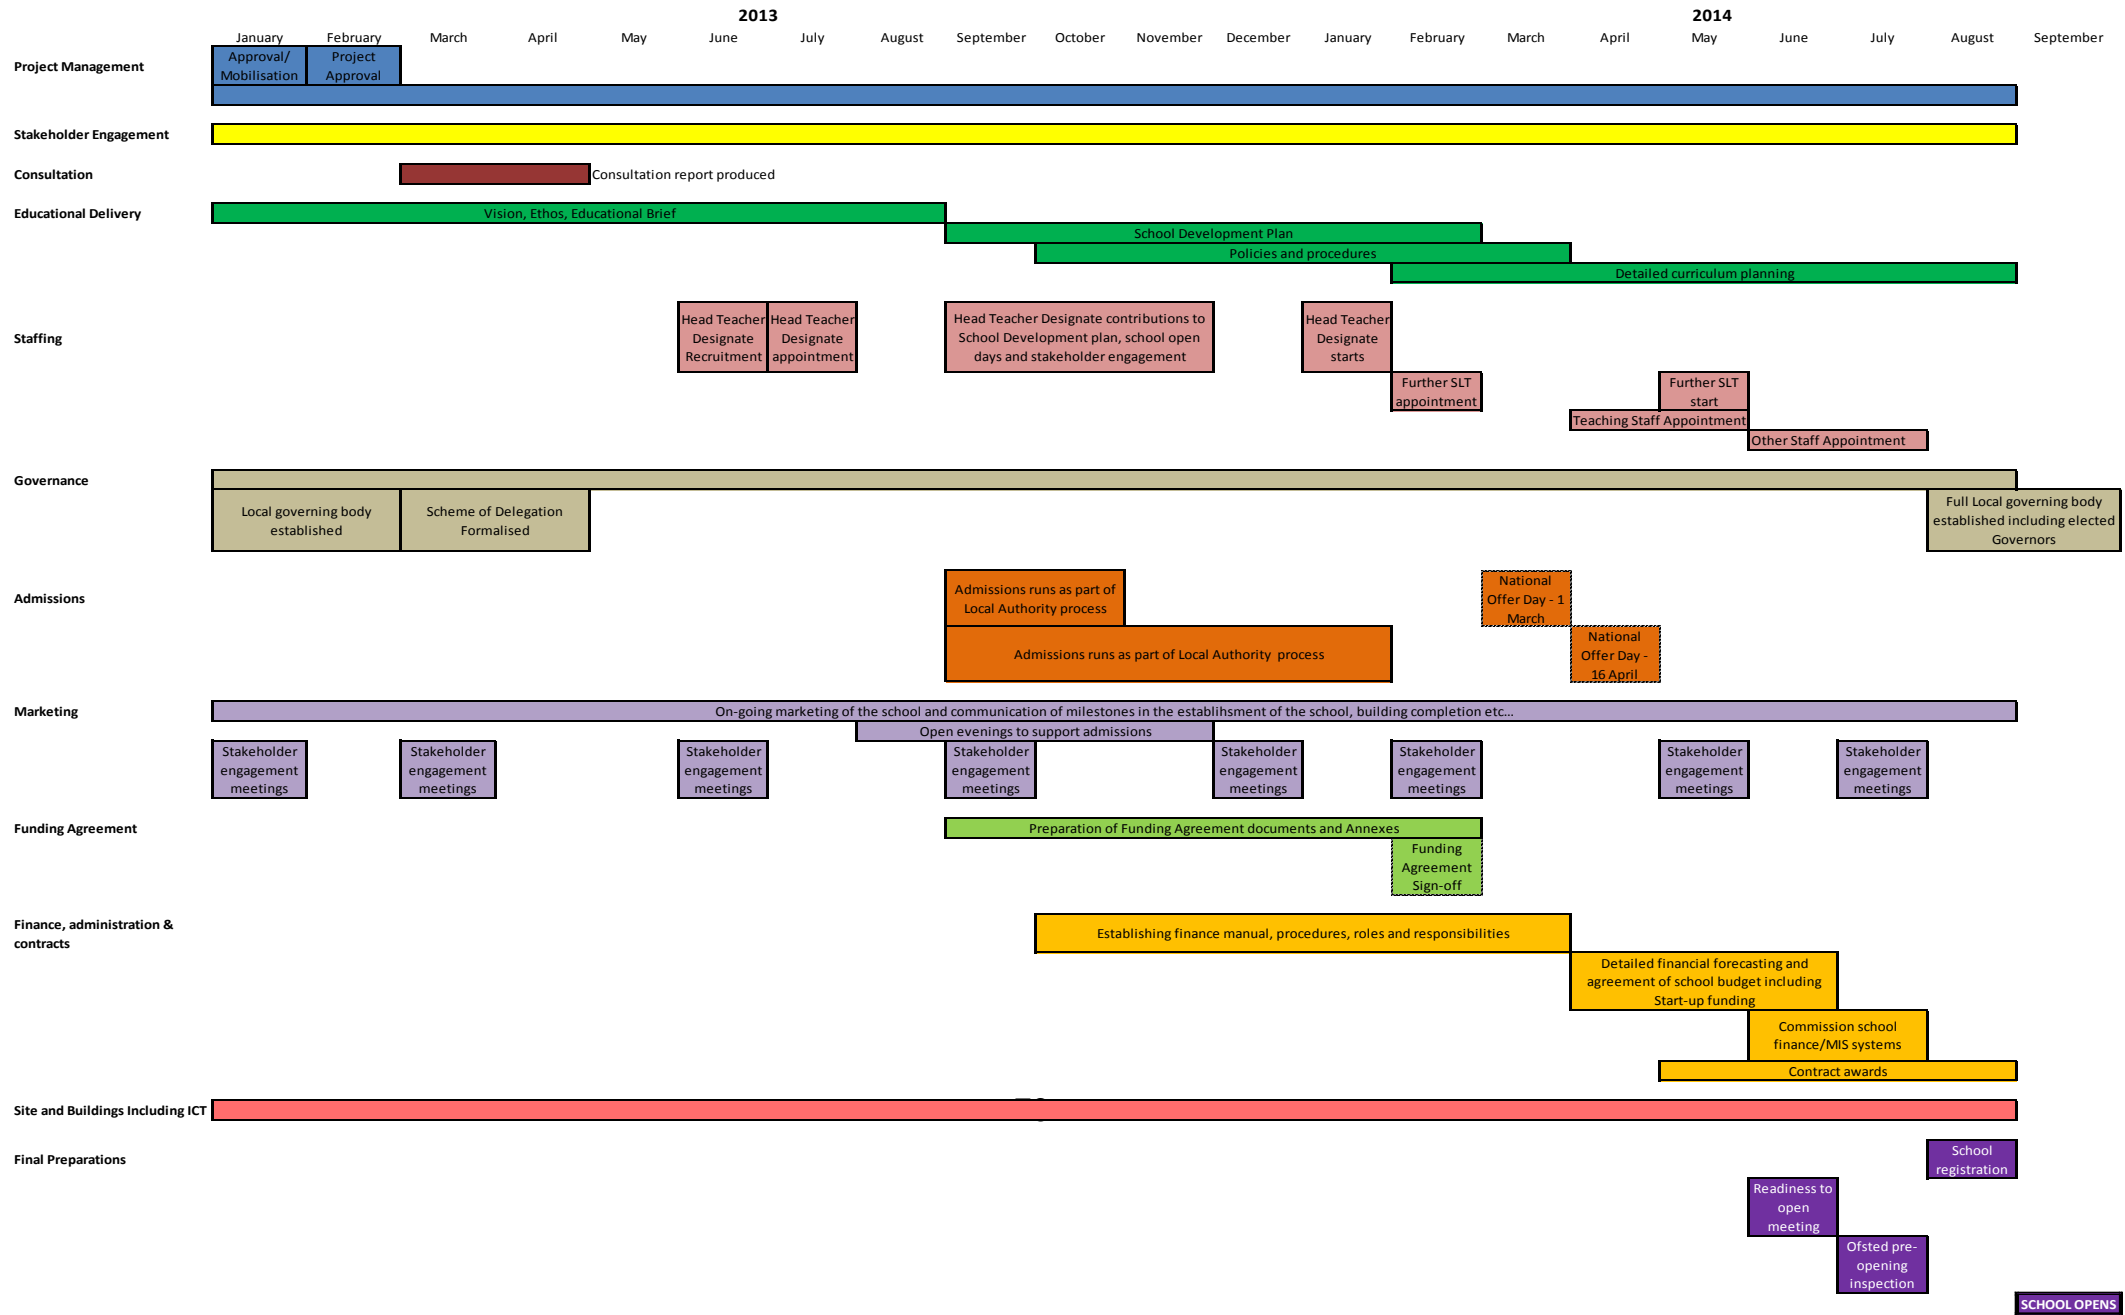 2013
2014
January February March April May June July August September October November December January February March April May June July August September
Project Management
Approval/
Mobilisation
Project
Approval
Stakeholder Engagement
Consultation
Consultation report produced
Educational Delivery
Vision, Ethos, Educational Brief
School Development Plan
Policies and procedures
Detailed curriculum planning
Staffing
Head Teacher
Designate
Recruitment
Head Teacher
Designate
appointment
Head Teacher Designate contributions to
School Development plan, school open
days and stakeholder engagement
Head Teacher
Designate
starts
Further SLT
appointment
Further SLT
start
Teaching Staff Appointment
Other Staff Appointment
Governance
Local governing body
established
Scheme of Delegation
Formalised
Full Local governing body
established including elected
Governors
Admissions
Admissions runs as part of
Local Authority process
National
Offer Day - 1
March
Admissions runs as part of Local Authority process
National
Offer Day -
16 April
Marketing
On-going marketing of the school and communication of milestones in the establihsment of the school, building completion etc...
Open evenings to support admissions
Stakeholder
engagement
meetings
Stakeholder
engagement
meetings
Stakeholder
engagement
meetings
Stakeholder
engagement
meetings
Stakeholder
engagement
meetings
Stakeholder
engagement
meetings
Stakeholder
engagement
meetings
Stakeholder
engagement
meetings
Funding Agreement
Preparation of Funding Agreement documents and Annexes
Funding
Agreement
Sign-off
Finance, administration &
contracts
Establishing finance manual, procedures, roles and responsibilities
Detailed financial forecasting and
agreement of school budget including
Start-up funding
Commission school
finance/MIS systems
Contract awards
Site and Buildings Including ICT
Final Preparations
School
registration
Readiness to
open
meeting
Ofsted pre-
opening
inspection
SCHOOL OPENS